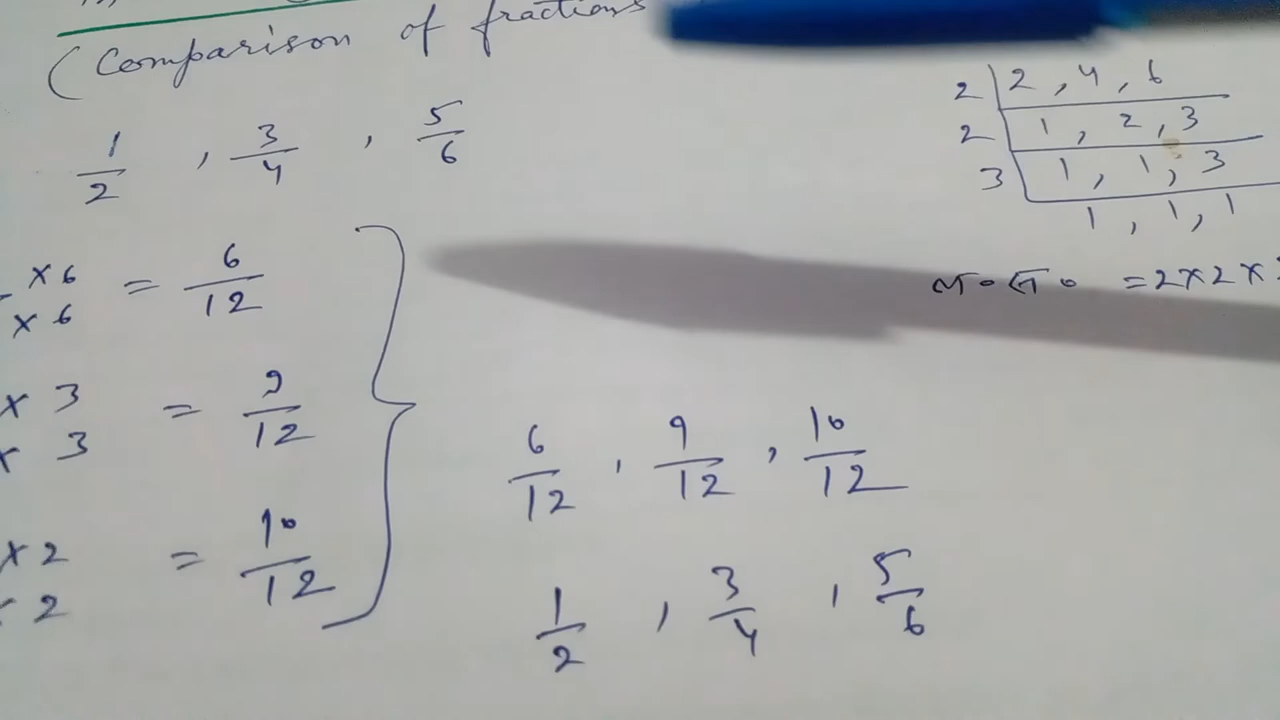 (Comparison of fractions
1/2 , 3/4 , 5/6
2 | 2 , 4 , 6
2 | 1 , 2 , 3
3 | 1 , 1 , 3
1 , 1 , 1
= 2×2×
×6 / ×6 = 6/12
× 3 / × 3 = 9/12
×2 / × 2 = 10/12
6/12 , 9/12 , 10/12
1/2 , 3/4 , 5/6